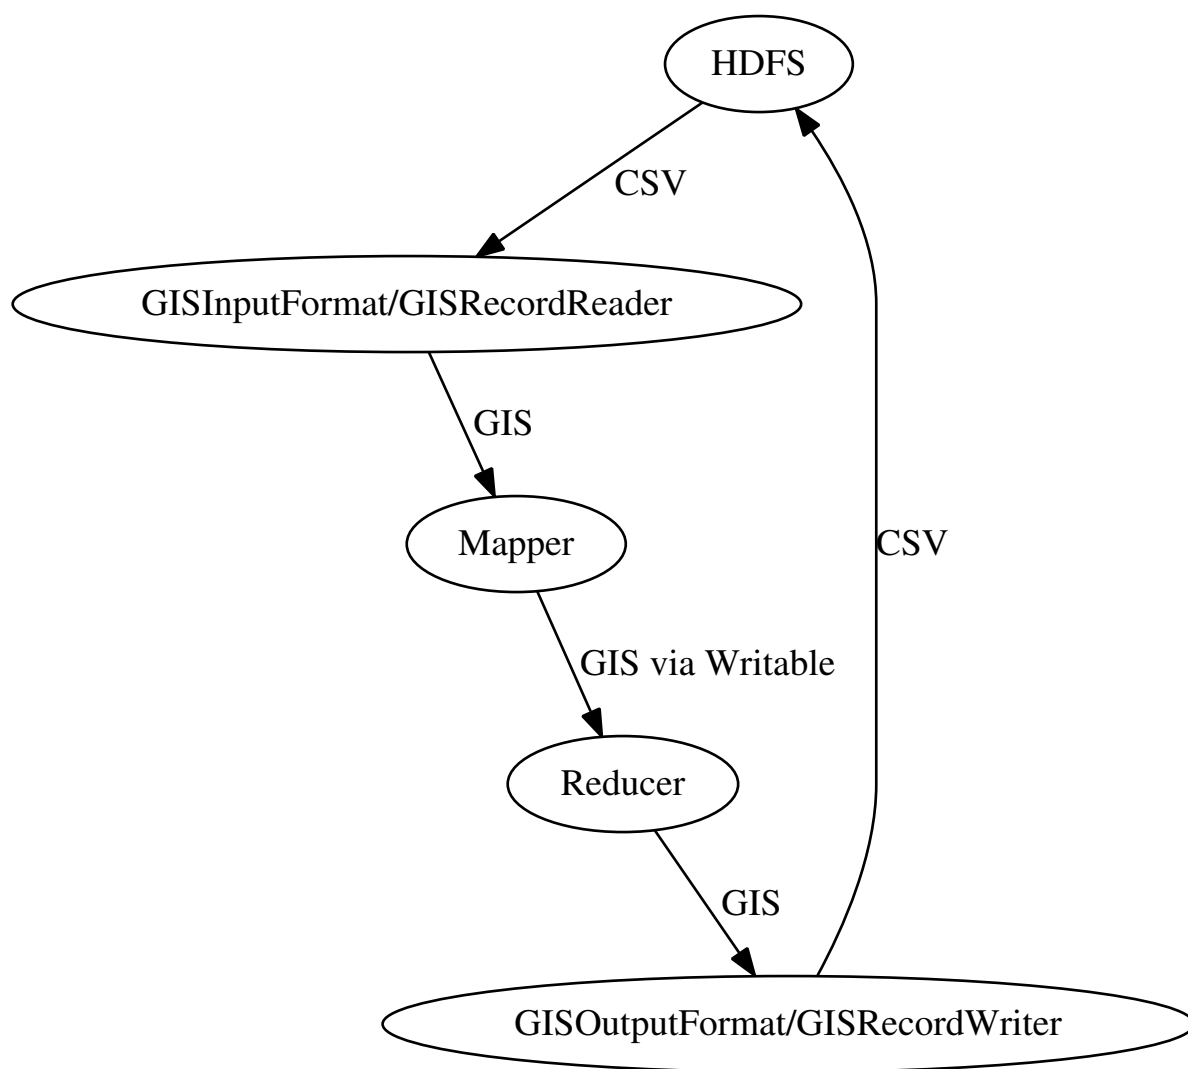 HDFS
CSV
GISInputFormat/GISRecordReader
GIS
Mapper
CSV
GIS via Writable
Reducer
GIS
GISOutputFormat/GISRecordWriter